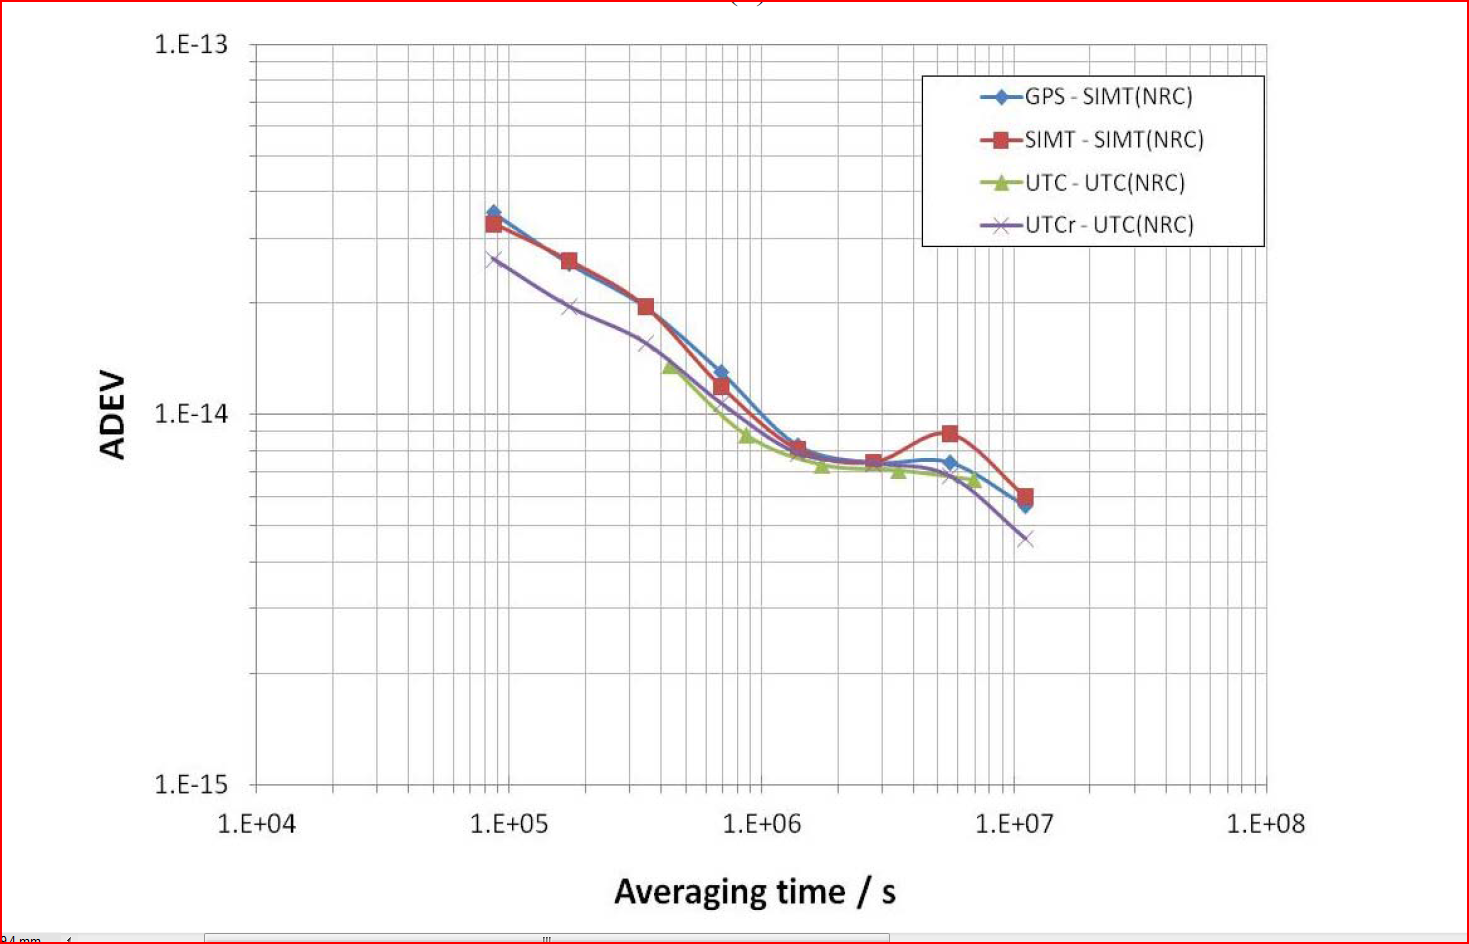 1.E-13
GPS - SIMT(NRC)
SIMT - SIMT(NRC)
UTC - UTC(NRC)
UTCr - UTC(NRC)
ADEV
1.E-14
1.E-15
1.E+04 1.E+05 1.E+06 1.E+07 1.E+08
Averaging time / s